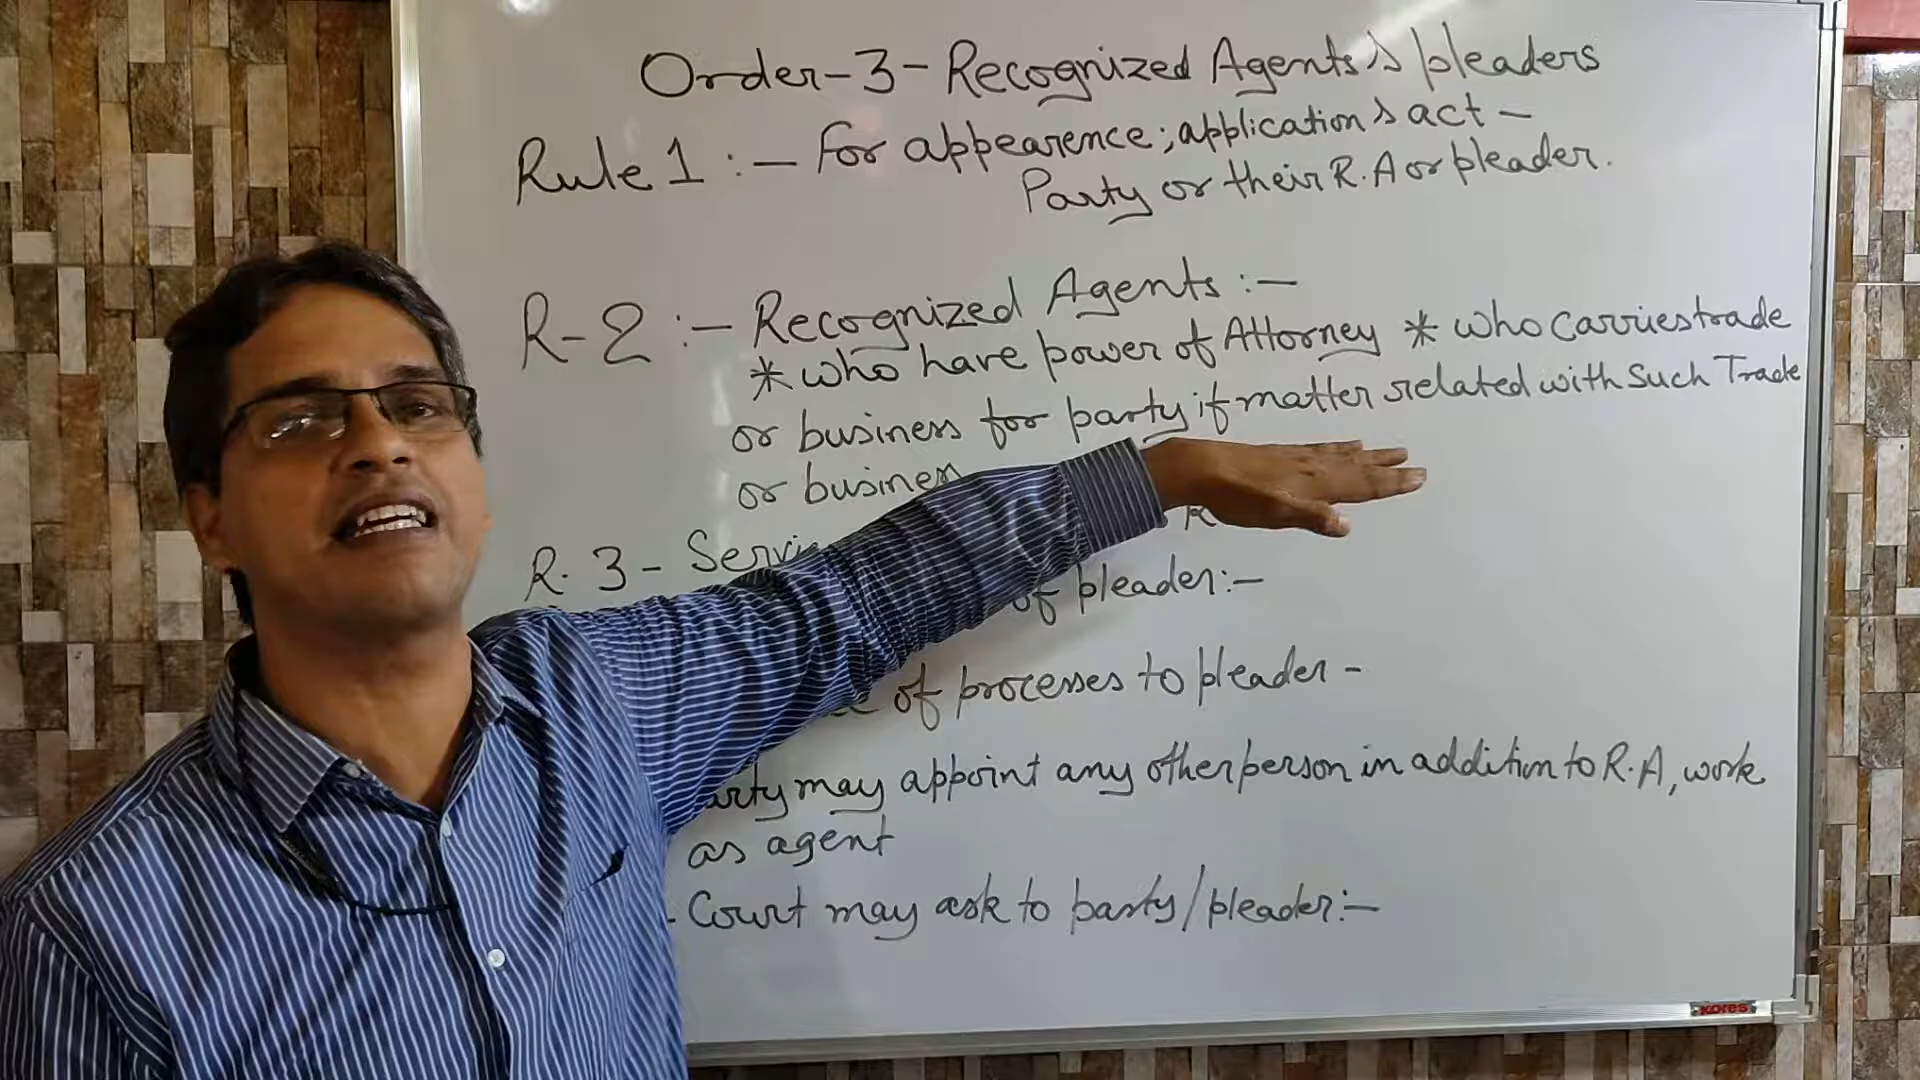 Order-3- Recognized Agents & pleaders
Rule 1 :- For appearence; application & act -
Party or their R.A or pleader.
R-2 :- Recognized Agents :-
* who have power of Attorney * who carries trade
or business for party if matter related with Such Trade
or business
R. 3 -
of pleader:-
of processes to pleader -
may appoint any other person in addition to R.A, work
as agent
- Court may ask to party/pleader:-
KORES